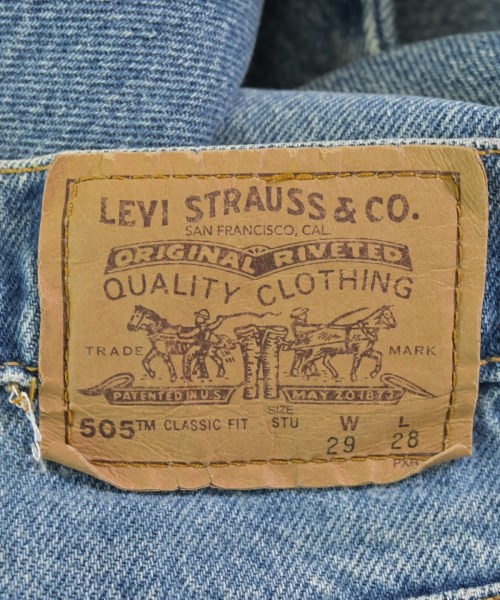 LEVI STRAUSS & CO.
SAN FRANCISCO, CAL.
ORIGINAL RIVETED
QUALITY CLOTHING
TRADE MARK
PATENTED IN U.S. MAY 20 1873
SIZE
505™ CLASSIC FIT STU W L
29 28